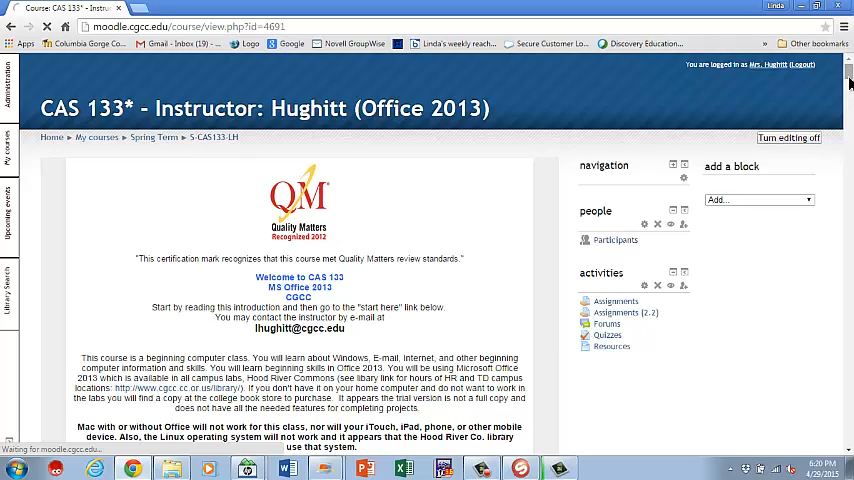 Course: CAS 133* - Instruc
Linda
moodle.cgcc.edu/course/view.php?id=4691
Apps
Columbia Gorge Com
Gmail - Inbox (19) -
Logo
Google
Novell GroupWise
Linda's weekly reach...
Secure Customer Lo...
Discovery Education...
»
Other bookmarks
You are logged in as Mrs. Hughitt (Logout)
CAS 133* - Instructor: Hughitt (Office 2013)
Home ► My courses ► Spring Term ► S-CAS133-LH
Turn editing off
Administration
My courses
Upcoming events
Library Search
QM
Quality Matters
Recognized 2012
"This certification mark recognizes that this course met Quality Matters review standards."
Welcome to CAS 133
MS Office 2013
CGCC
Start by reading this introduction and then go to the "start here" link below.
You may contact the instructor by e-mail at
lhughitt@cgcc.edu
This course is a beginning computer class. You will learn about Windows, E-mail, Internet, and other beginning
computer information and skills. You will be learning beginning skills in Office 2013. You will be using Microsoft Office
2013 which is available in all campus labs, Hood River Commons (see libary link for hours of HR and TD campus
locations: http://www.cgcc.cc.or.us/library/). If you don't have it on your home computer and do not want to work in
the labs you will find a copy at the college book store to purchase. It appears the trial version is not a full copy and
does not have all the needed features for completing projects.
Mac with or without Office will not work for this class, nor will your iTouch, iPad, phone, or other mobile
device. Also, the Linux operating system will not work and it appears that the Hood River Co. library
use that system.
navigation
people
Participants
activities
Assignments
Assignments (2.2)
Forums
Quizzes
Resources
add a block
Add...
Waiting for moodle.cgcc.edu...
6:20 PM
4/29/2015